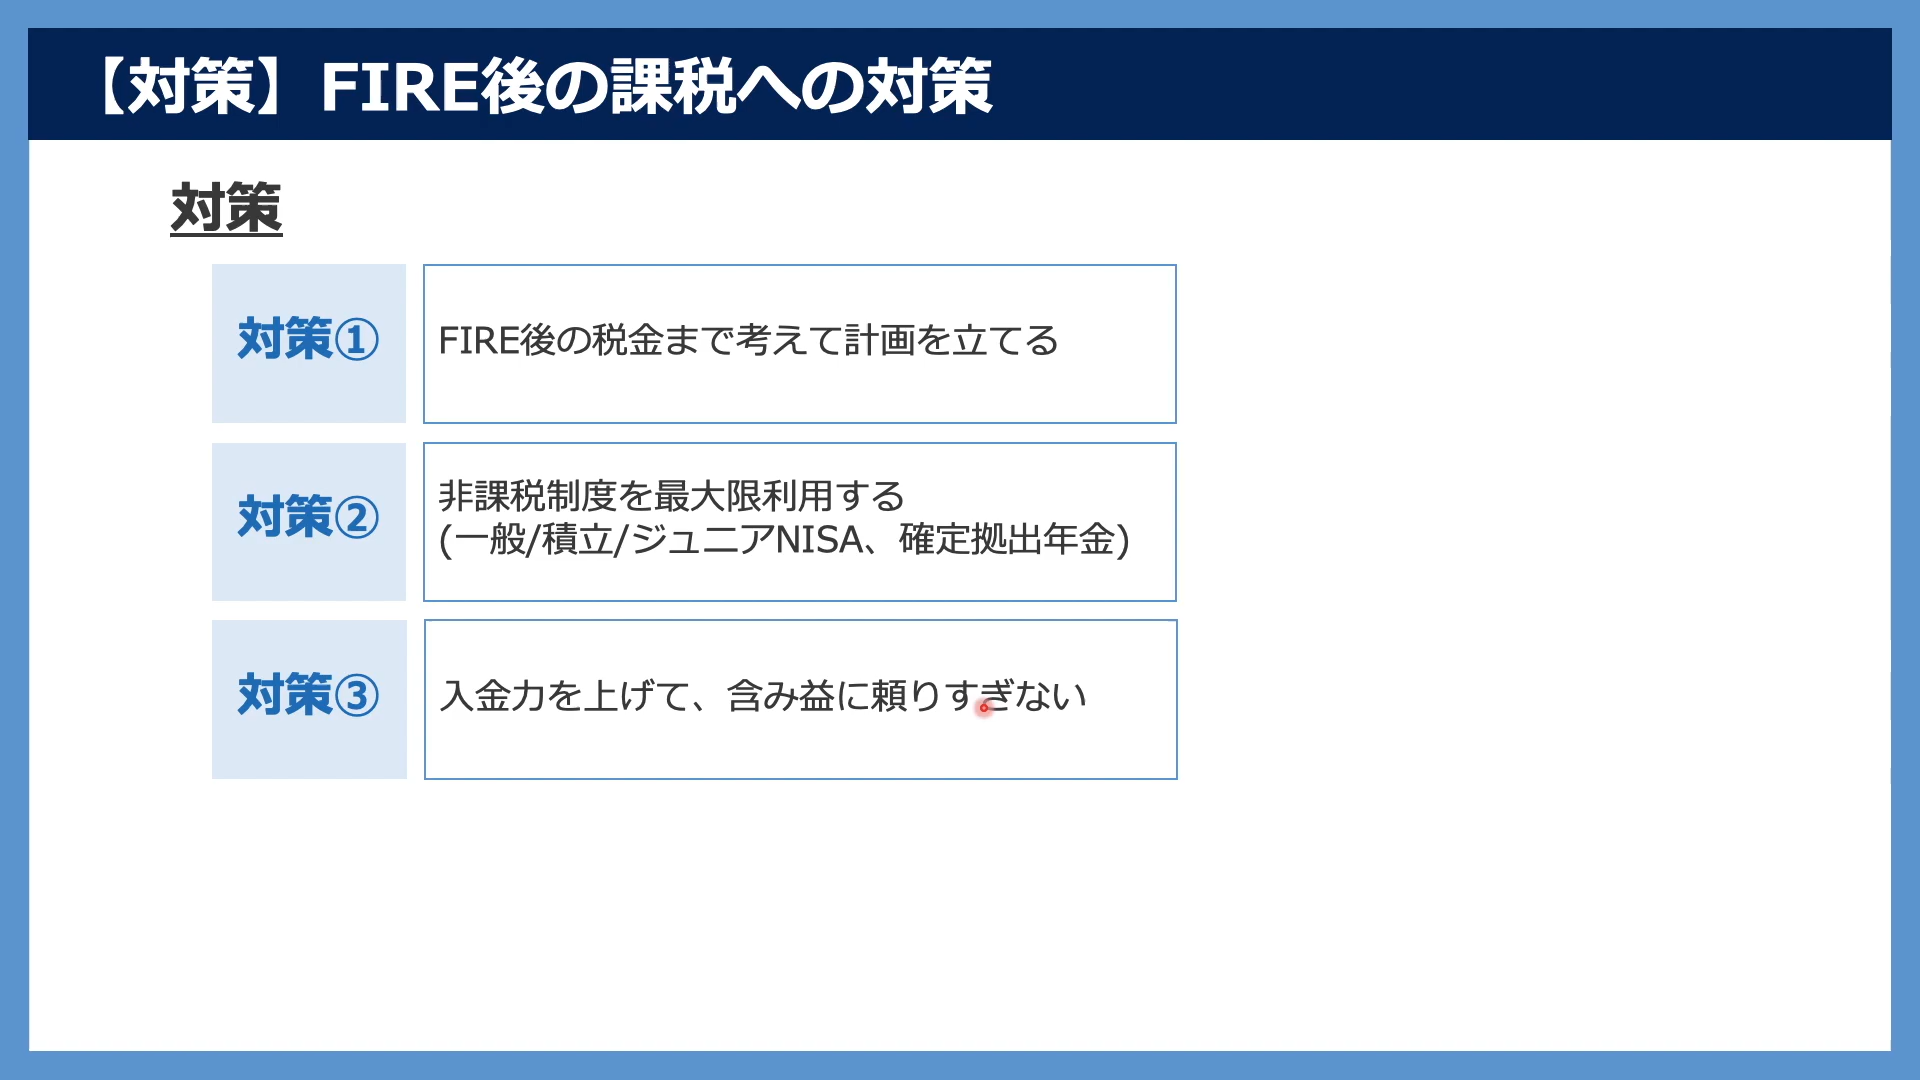 【対策】FIRE後の課税への対策
対策
対策①
FIRE後の税金まで考えて計画を立てる
対策②
非課税制度を最大限利用する
(一般/積立/ジュニアNISA、確定拠出年金)
対策③
入金力を上げて、含み益に頼りすぎない